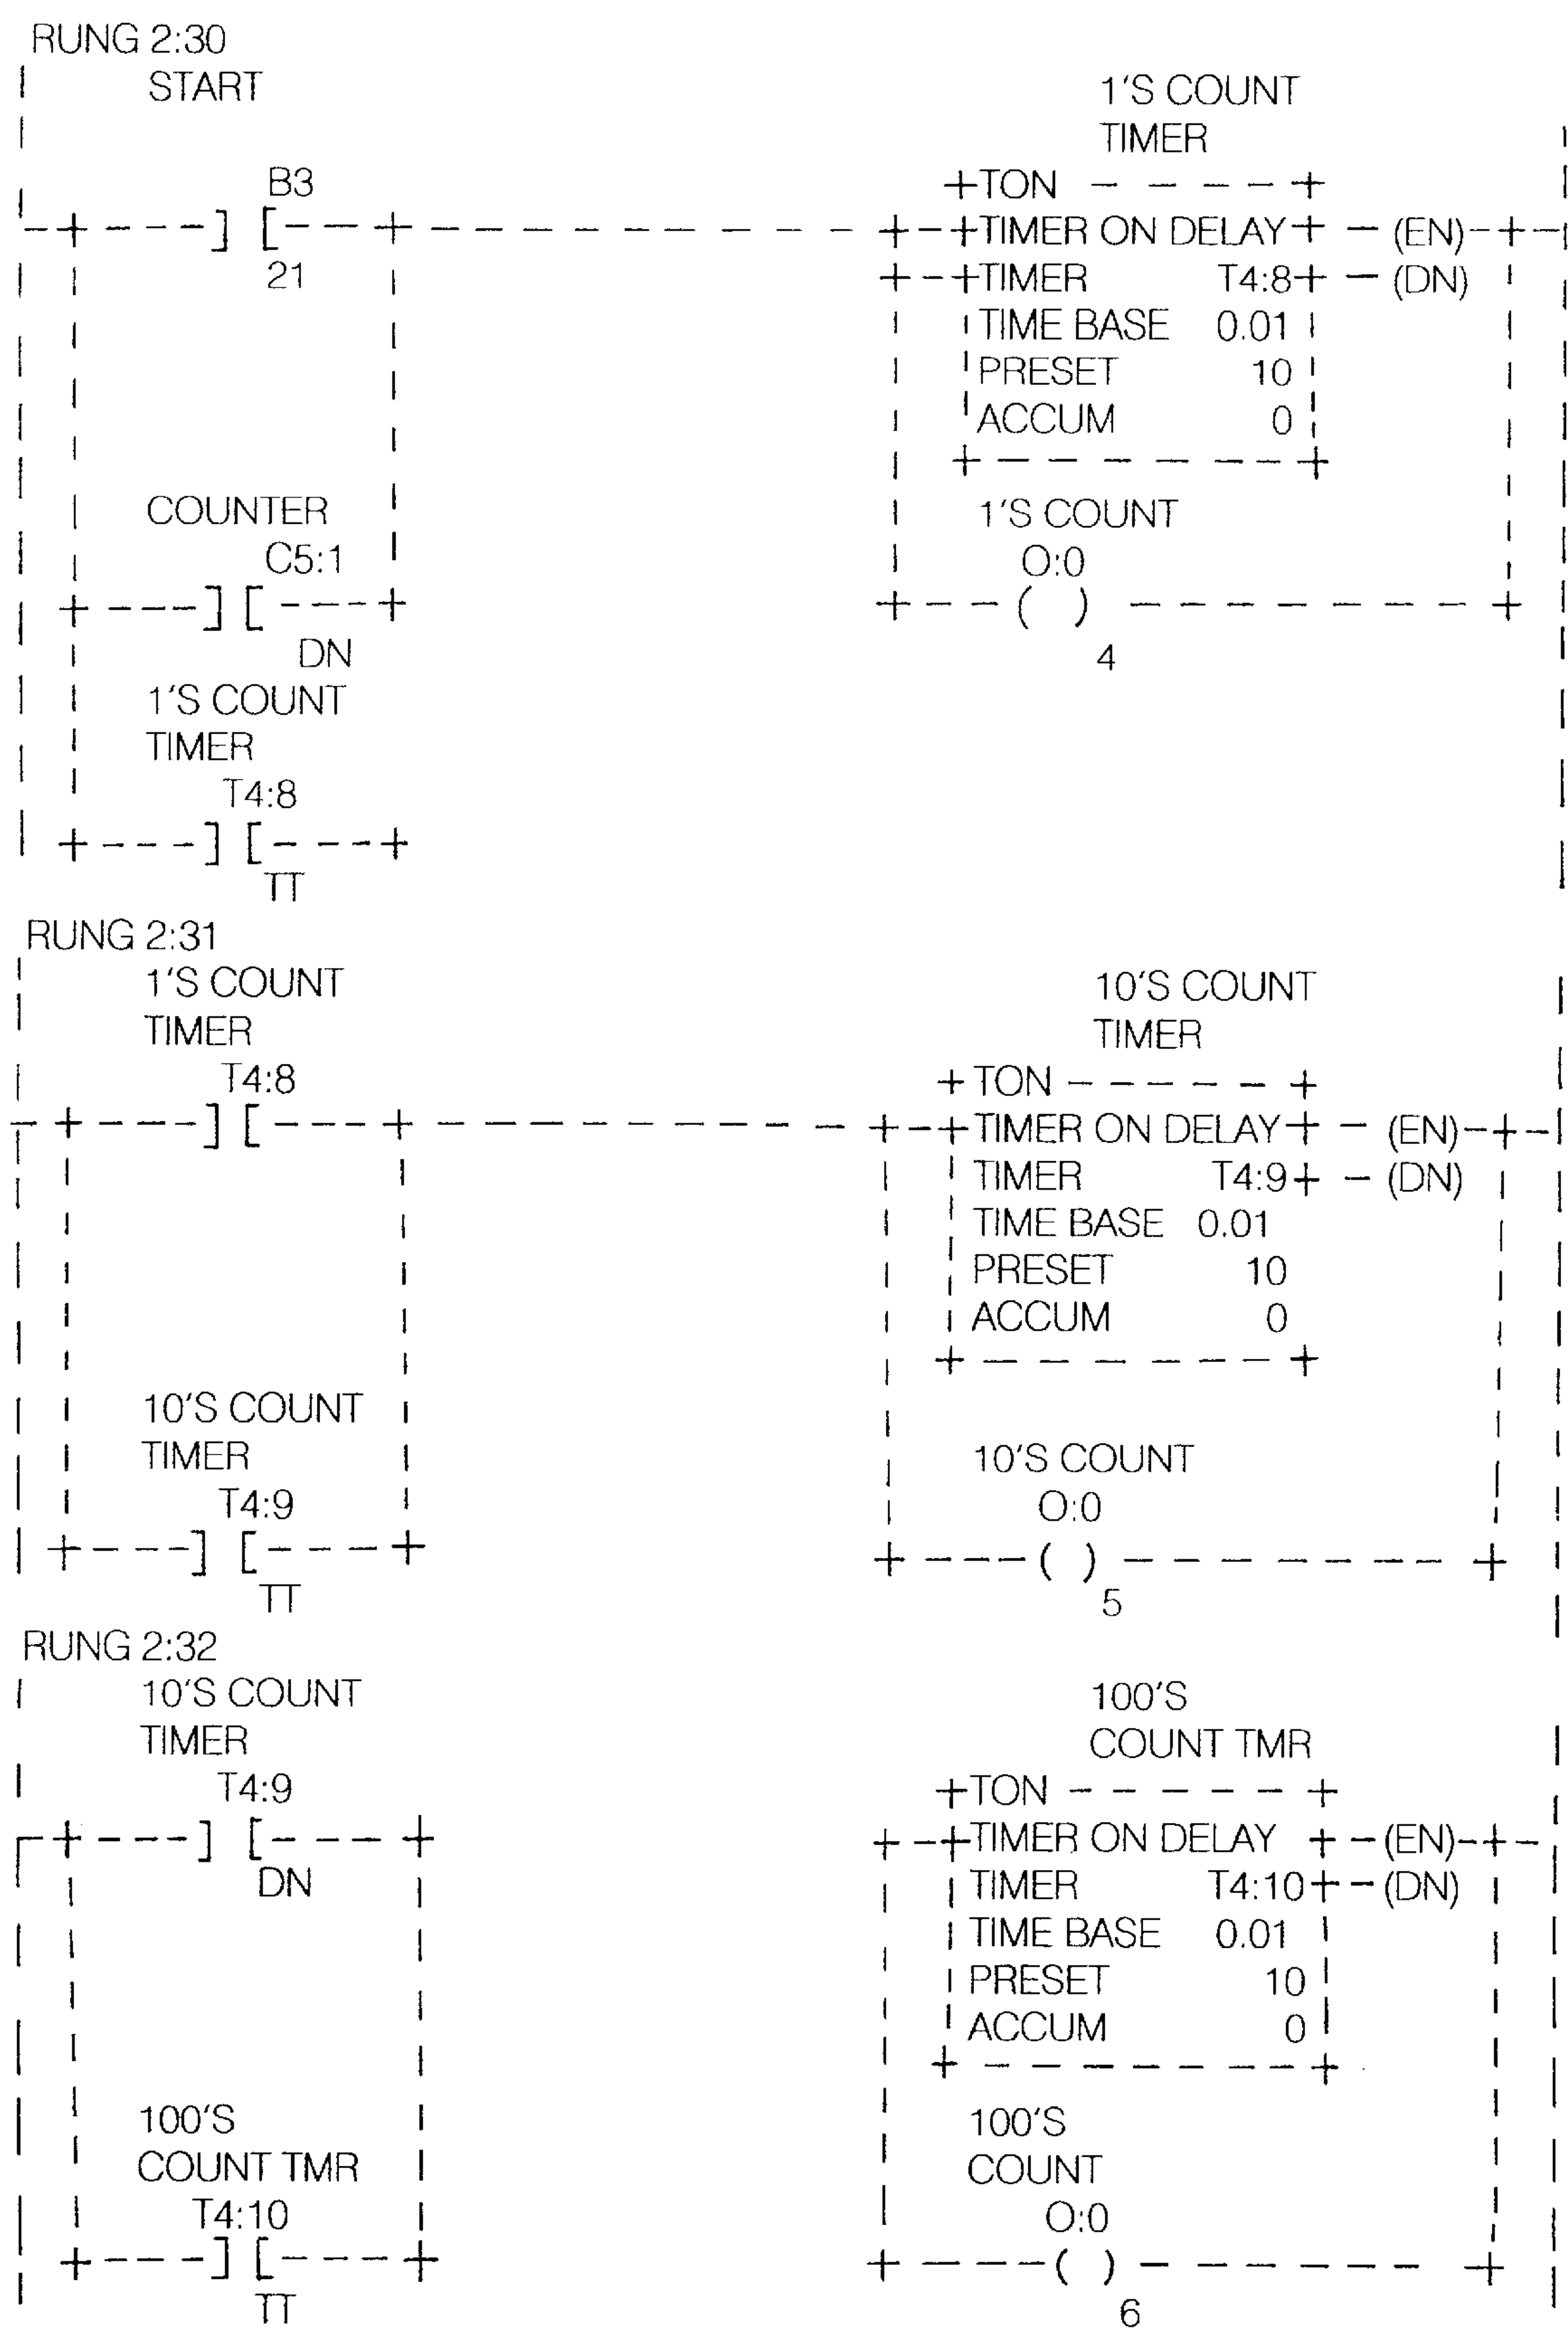 RUNG 2:30
START
1'S COUNT
TIMER
B3
+TON - - - - - +
21
TIMER ON DELAY (EN)
TIMER T4:8 (DN)
TIME BASE 0.01
PRESET 10
ACCUM 0
COUNTER
C5:1
] [
DN
1'S COUNT
O:0
( )
4
1'S COUNT
TIMER
T4:8
] [
TT
RUNG 2:31
1'S COUNT
TIMER
T4:8
] [
10'S COUNT
TIMER
TON
TIMER ON DELAY (EN)
TIMER T4:9 (DN)
TIME BASE 0.01
PRESET 10
ACCUM 0
10'S COUNT
TIMER
T4:9
] [
TT
10'S COUNT
O:0
( )
5
RUNG 2:32
10'S COUNT
TIMER
T4:9
] [
DN
100'S
COUNT TMR
TON
TIMER ON DELAY (EN)
TIMER T4:10 (DN)
TIME BASE 0.01
PRESET 10
ACCUM 0
100'S
COUNT TMR
T4:10
] [
TT
100'S
COUNT
O:0
( )
6